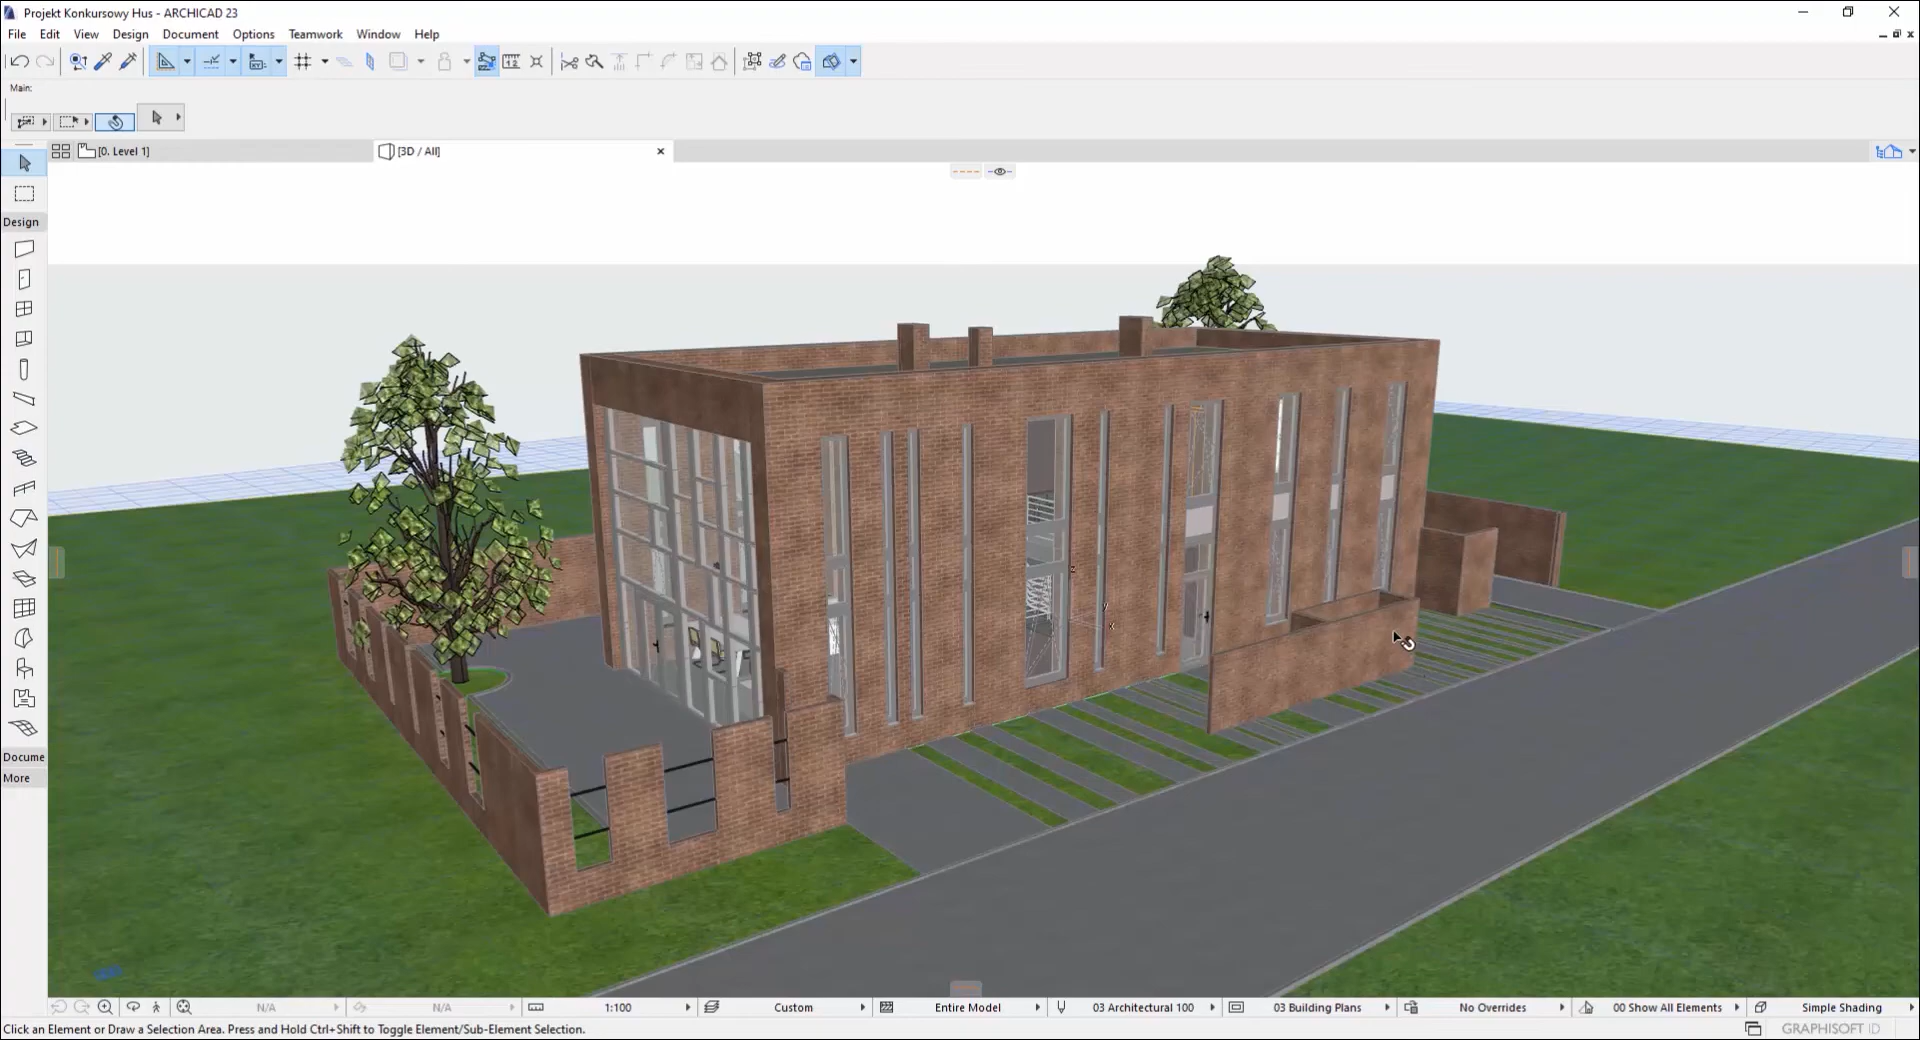 Projekt Konkursowy Hus - ARCHICAD 23
File Edit View Design Document Options Teamwork Window Help
Main:
[0. Level 1] [3D / All]
Design
Docume
More
z
y
x
N/A N/A 1:100 Custom Entire Model 03 Architectural 100 03 Building Plans No Overrides 00 Show All Elements Simple Shading
Click an Element or Draw a Selection Area. Press and Hold Ctrl+Shift to Toggle Element/Sub-Element Selection.
GRAPHISOFT ID